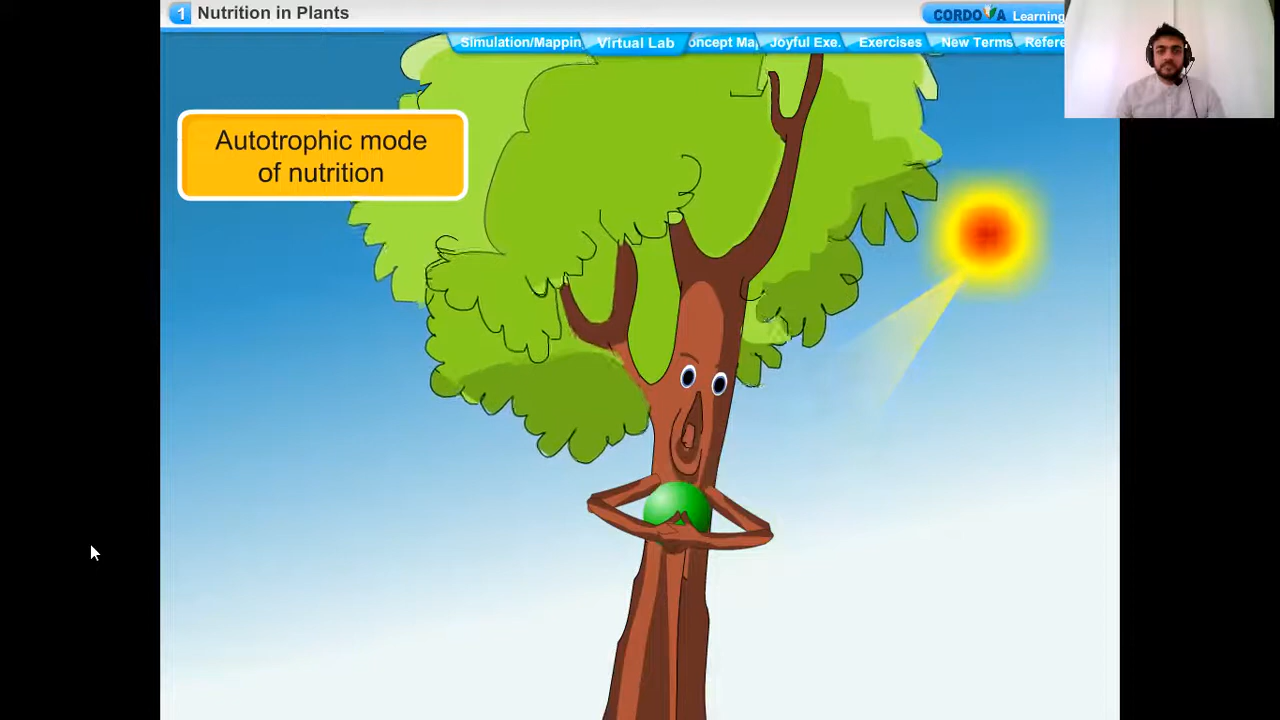 1 Nutrition in Plants
CORDOVA Learning
Simulation/Mappin Virtual Lab oncept Ma Joyful Exe. Exercises New Terms Refere
Autotrophic mode
of nutrition